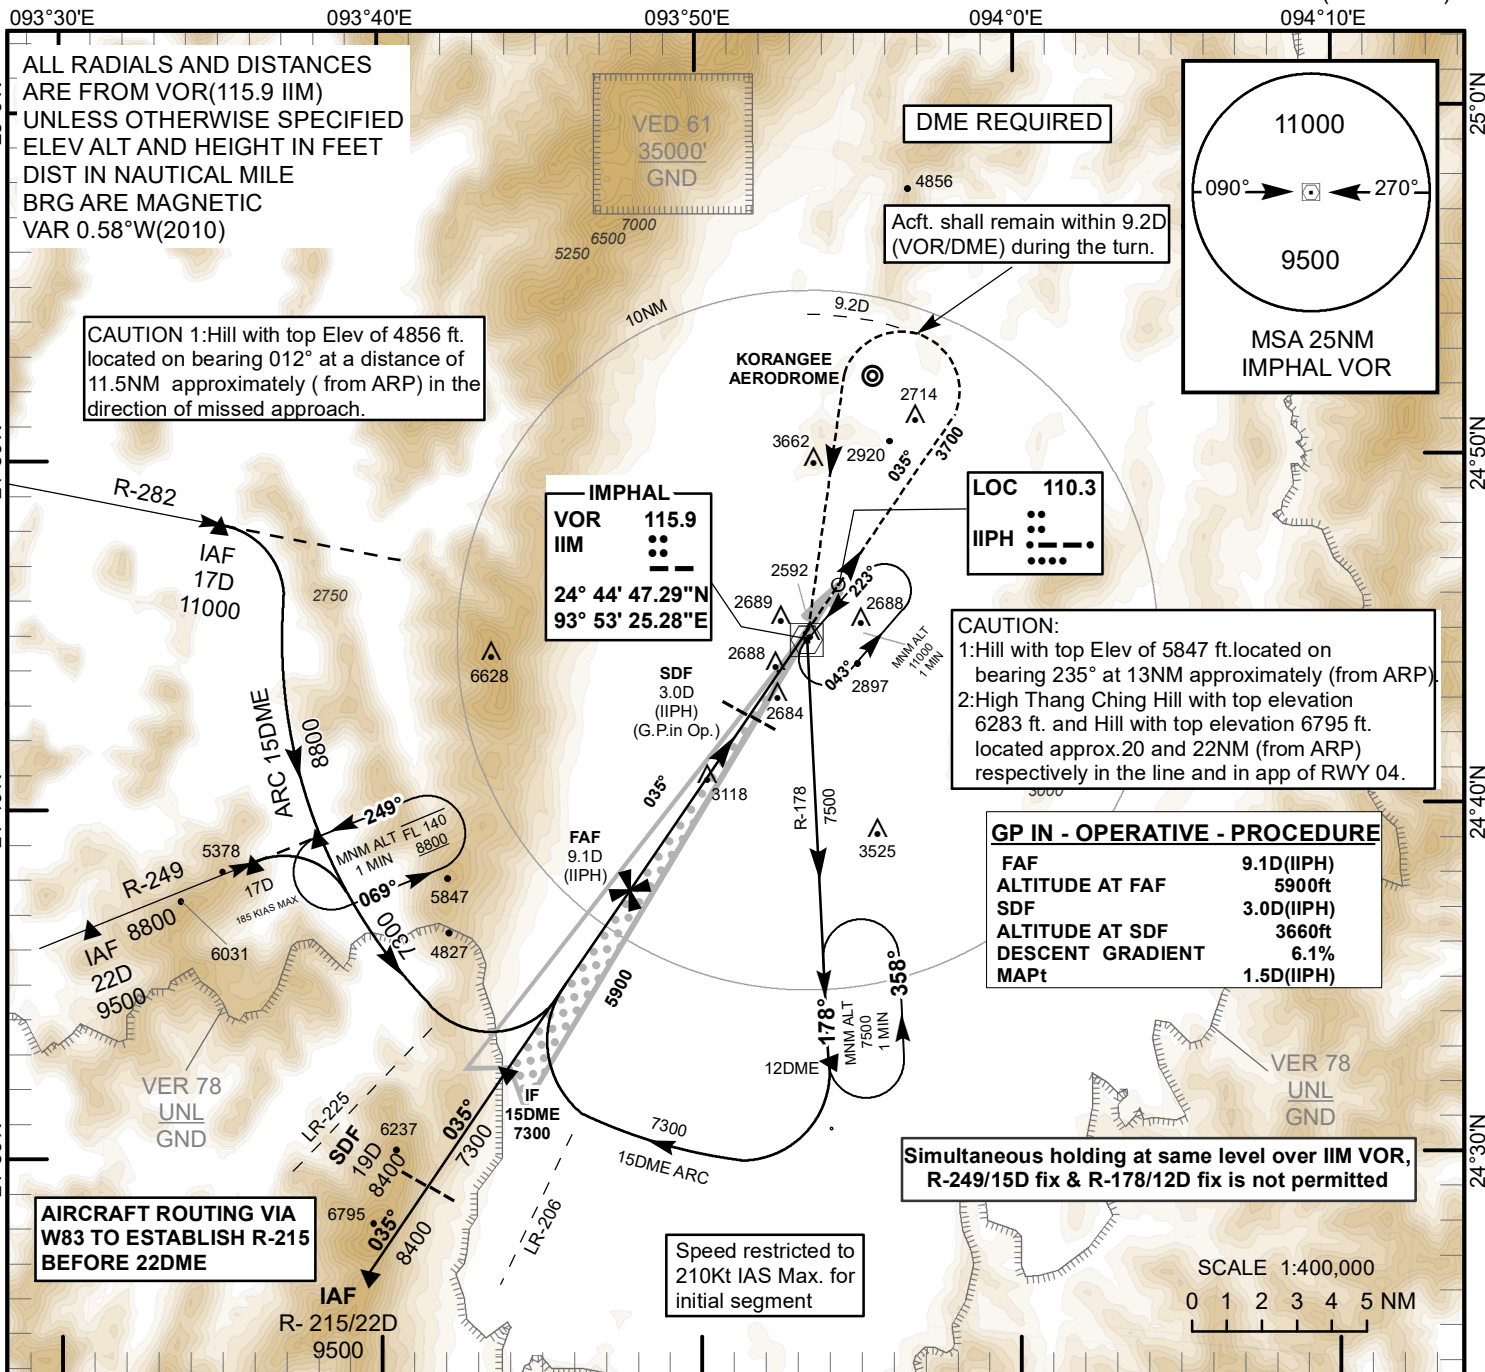 093°30'E
093°40'E
093°50'E
094°0'E
094°10'E
ALL RADIALS AND DISTANCES
ARE FROM VOR(115.9 IIM)
UNLESS OTHERWISE SPECIFIED
ELEV ALT AND HEIGHT IN FEET
DIST IN NAUTICAL MILE
BRG ARE MAGNETIC
VAR 0.58°W(2010)
VED 61
35000'
GND
7000
6500
5250
DME REQUIRED
4856
Acft. shall remain within 9.2D
(VOR/DME) during the turn.
11000
090°
270°
9500
MSA 25NM
IMPHAL VOR
25°0'N
CAUTION 1:Hill with top Elev of 4856 ft.
located on bearing 012° at a distance of
11.5NM approximately ( from ARP) in the
direction of missed approach.
10NM
9.2D
KORANGEE
AERODROME
2714
3662
2920
035°
3700
24°50'N
R-282
IAF
17D
11000
2750
IMPHAL
VOR 115.9
IIM
24° 44' 47.29"N
93° 53' 25.28"E
LOC 110.3
IIPH
2592
223°
2689
2688
2688
043°
2897
MNM ALT
11000
1 MIN
2684
6628
SDF
3.0D
(IIPH)
(G.P.in Op.)
CAUTION:
1:Hill with top Elev of 5847 ft.located on
bearing 235° at 13NM approximately (from ARP).
2:High Thang Ching Hill with top elevation
6283 ft. and Hill with top elevation 6795 ft.
located approx.20 and 22NM (from ARP)
respectively in the line and in app of RWY 04.
3000
24°40'N
ARC 15DME
8800
035°
3118
R-178
7500
3525
249°
MNM ALT FL 140
8800
1 MIN
069°
5378
R-249
17D
185 KIAS MAX
8800
IAF
22D
9500
6031
5847
4827
7300
FAF
9.1D
(IIPH)
5900
GP IN - OPERATIVE - PROCEDURE
FAF 9.1D(IIPH)
ALTITUDE AT FAF 5900ft
SDF 3.0D(IIPH)
ALTITUDE AT SDF 3660ft
DESCENT GRADIENT 6.1%
MAPt 1.5D(IIPH)
178°
358°
MNM ALT
7500
1 MIN
12DME
VER 78
UNL
GND
VER 78
UNL
GND
LR-225
IF
15DME
7300
035°
7300
SDF
19D
8400
6237
6795
035°
8400
7300
15DME ARC
LR-206
24°30'N
Simultaneous holding at same level over IIM VOR,
R-249/15D fix & R-178/12D fix is not permitted
AIRCRAFT ROUTING VIA
W83 TO ESTABLISH R-215
BEFORE 22DME
IAF
R- 215/22D
9500
Speed restricted to
210Kt IAS Max. for
initial segment
SCALE 1:400,000
0 1 2 3 4 5 NM